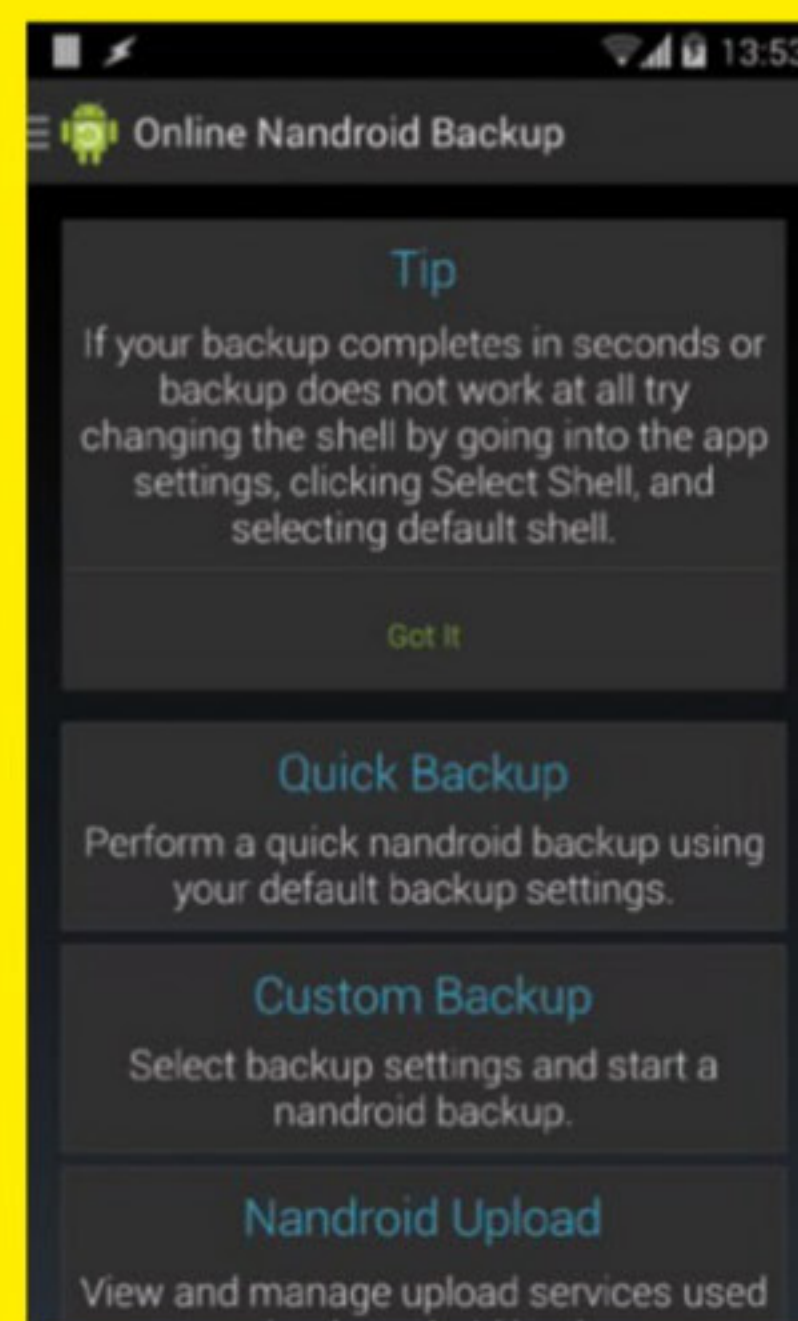 13:53
Online Nandroid Backup
Tip
If your backup completes in seconds or
backup does not work at all try
changing the shell by going into the app
settings, clicking Select Shell, and
selecting default shell.
Got It
Quick Backup
Perform a quick nandroid backup using
your default backup settings.
Custom Backup
Select backup settings and start a
nandroid backup.
Nandroid Upload
View and manage upload services used